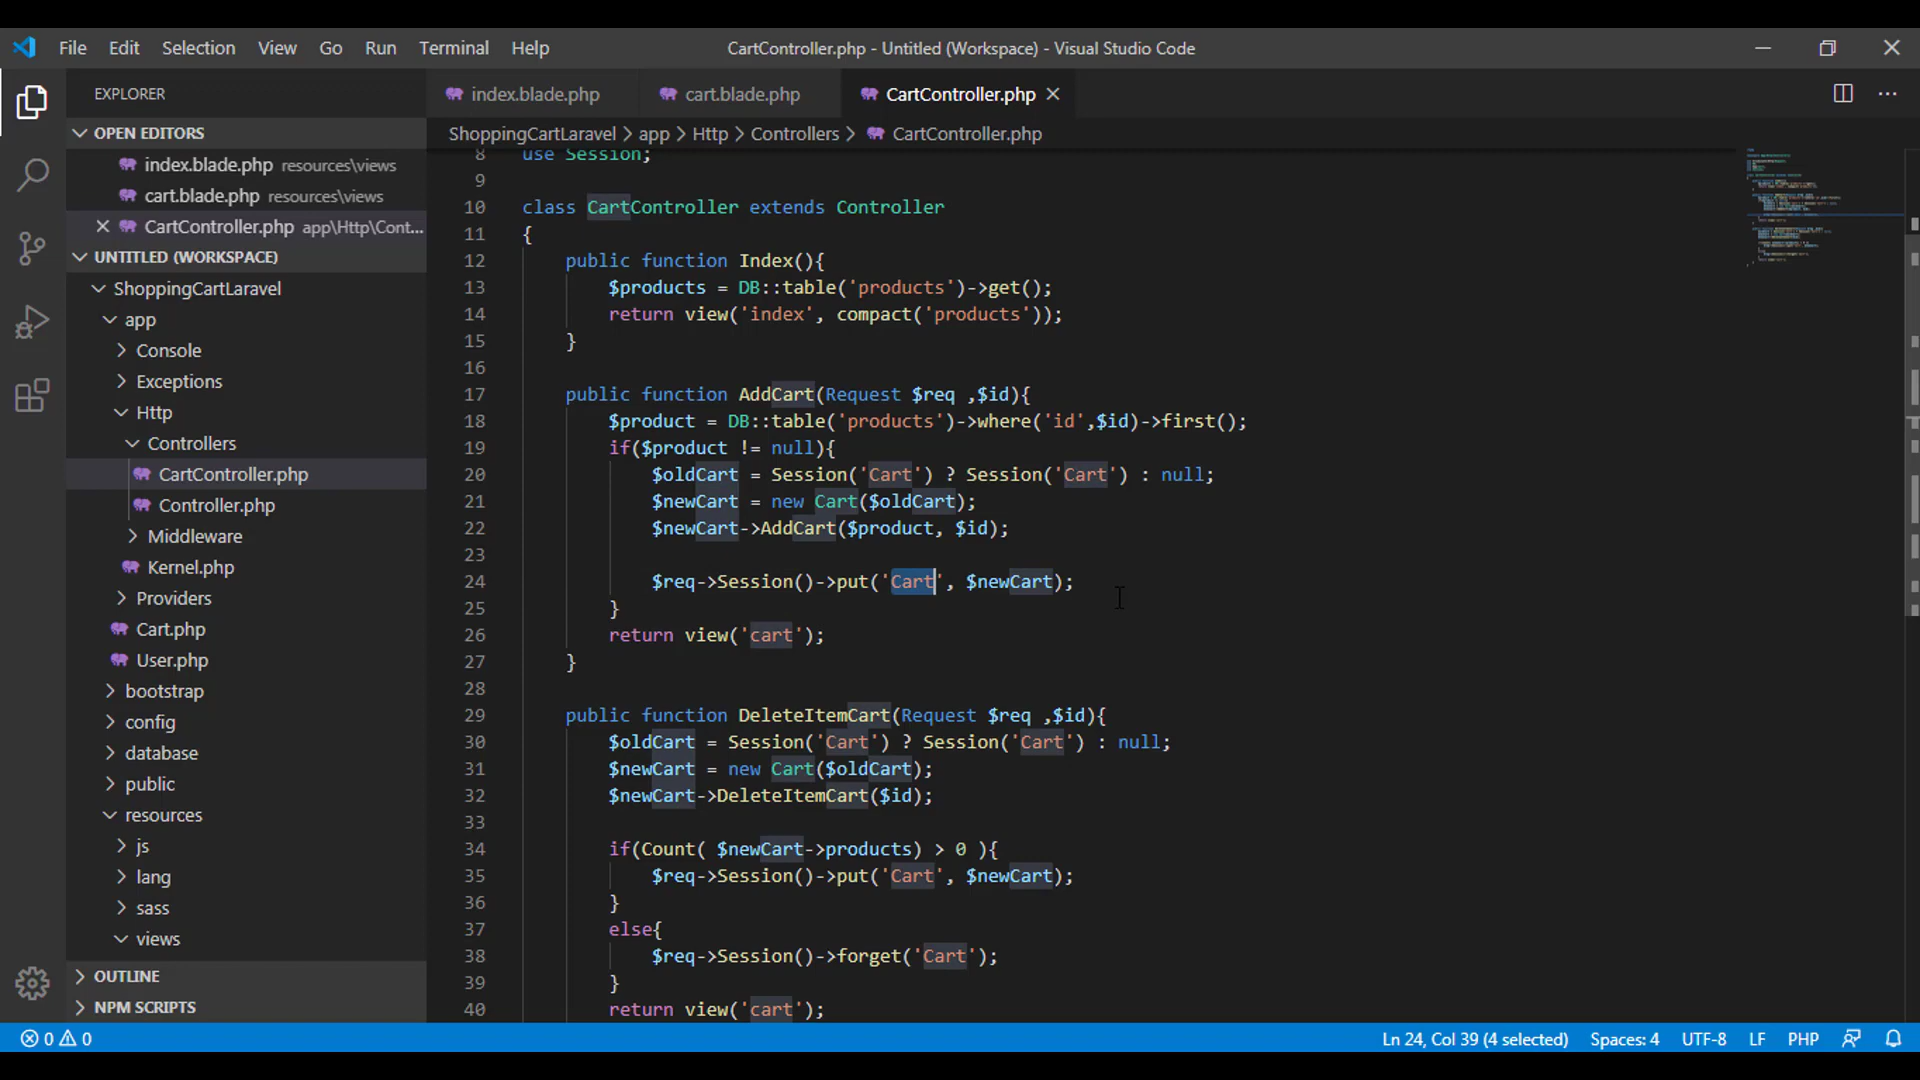 File Edit Selection View Go Run Terminal Help
CartController.php - Untitled (Workspace) - Visual Studio Code
EXPLORER
OPEN EDITORS
index.blade.php resources\views
cart.blade.php resources\views
CartController.php app\Http\Cont...
UNTITLED (WORKSPACE)
ShoppingCartLaravel
app
Console
Exceptions
Http
Controllers
CartController.php
Controller.php
Middleware
Kernel.php
Providers
Cart.php
User.php
bootstrap
config
database
public
resources
js
lang
sass
views
OUTLINE
NPM SCRIPTS
index.blade.php cart.blade.php CartController.php
ShoppingCartLaravel > app > Http > Controllers > CartController.php
8 use Session;
9
10 class CartController extends Controller
11 {
12 public function Index(){
13 $products = DB::table('products')->get();
14 return view('index', compact('products'));
15 }
16
17 public function AddCart(Request $req ,$id){
18 $product = DB::table('products')->where('id',$id)->first();
19 if($product != null){
20 $oldCart = Session('Cart') ? Session('Cart') : null;
21 $newCart = new Cart($oldCart);
22 $newCart->AddCart($product, $id);
23
24 $req->Session()->put('Cart', $newCart);
25 }
26 return view('cart');
27 }
28
29 public function DeleteItemCart(Request $req ,$id){
30 $oldCart = Session('Cart') ? Session('Cart') : null;
31 $newCart = new Cart($oldCart);
32 $newCart->DeleteItemCart($id);
33
34 if(Count( $newCart->products) > 0 ){
35 $req->Session()->put('Cart', $newCart);
36 }
37 else{
38 $req->Session()->forget('Cart');
39 }
40 return view('cart');
0 0
Ln 24, Col 39 (4 selected) Spaces: 4 UTF-8 LF PHP